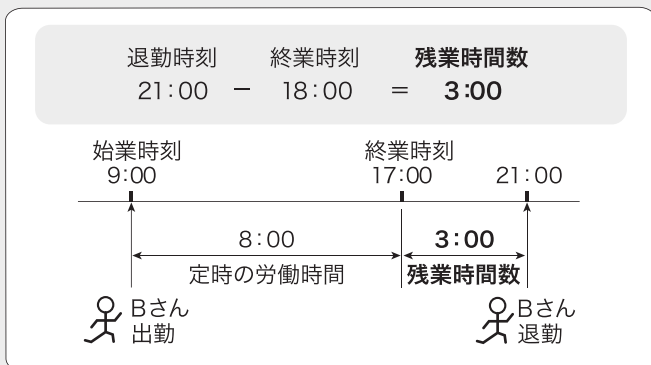 退勤時刻 終業時刻 残業時間数
21:00 − 18:00 = 3:00
始業時刻 終業時刻
9:00 17:00 21:00
8:00 3:00
定時の労働時間 残業時間数
Bさん Bさん
出勤 退勤